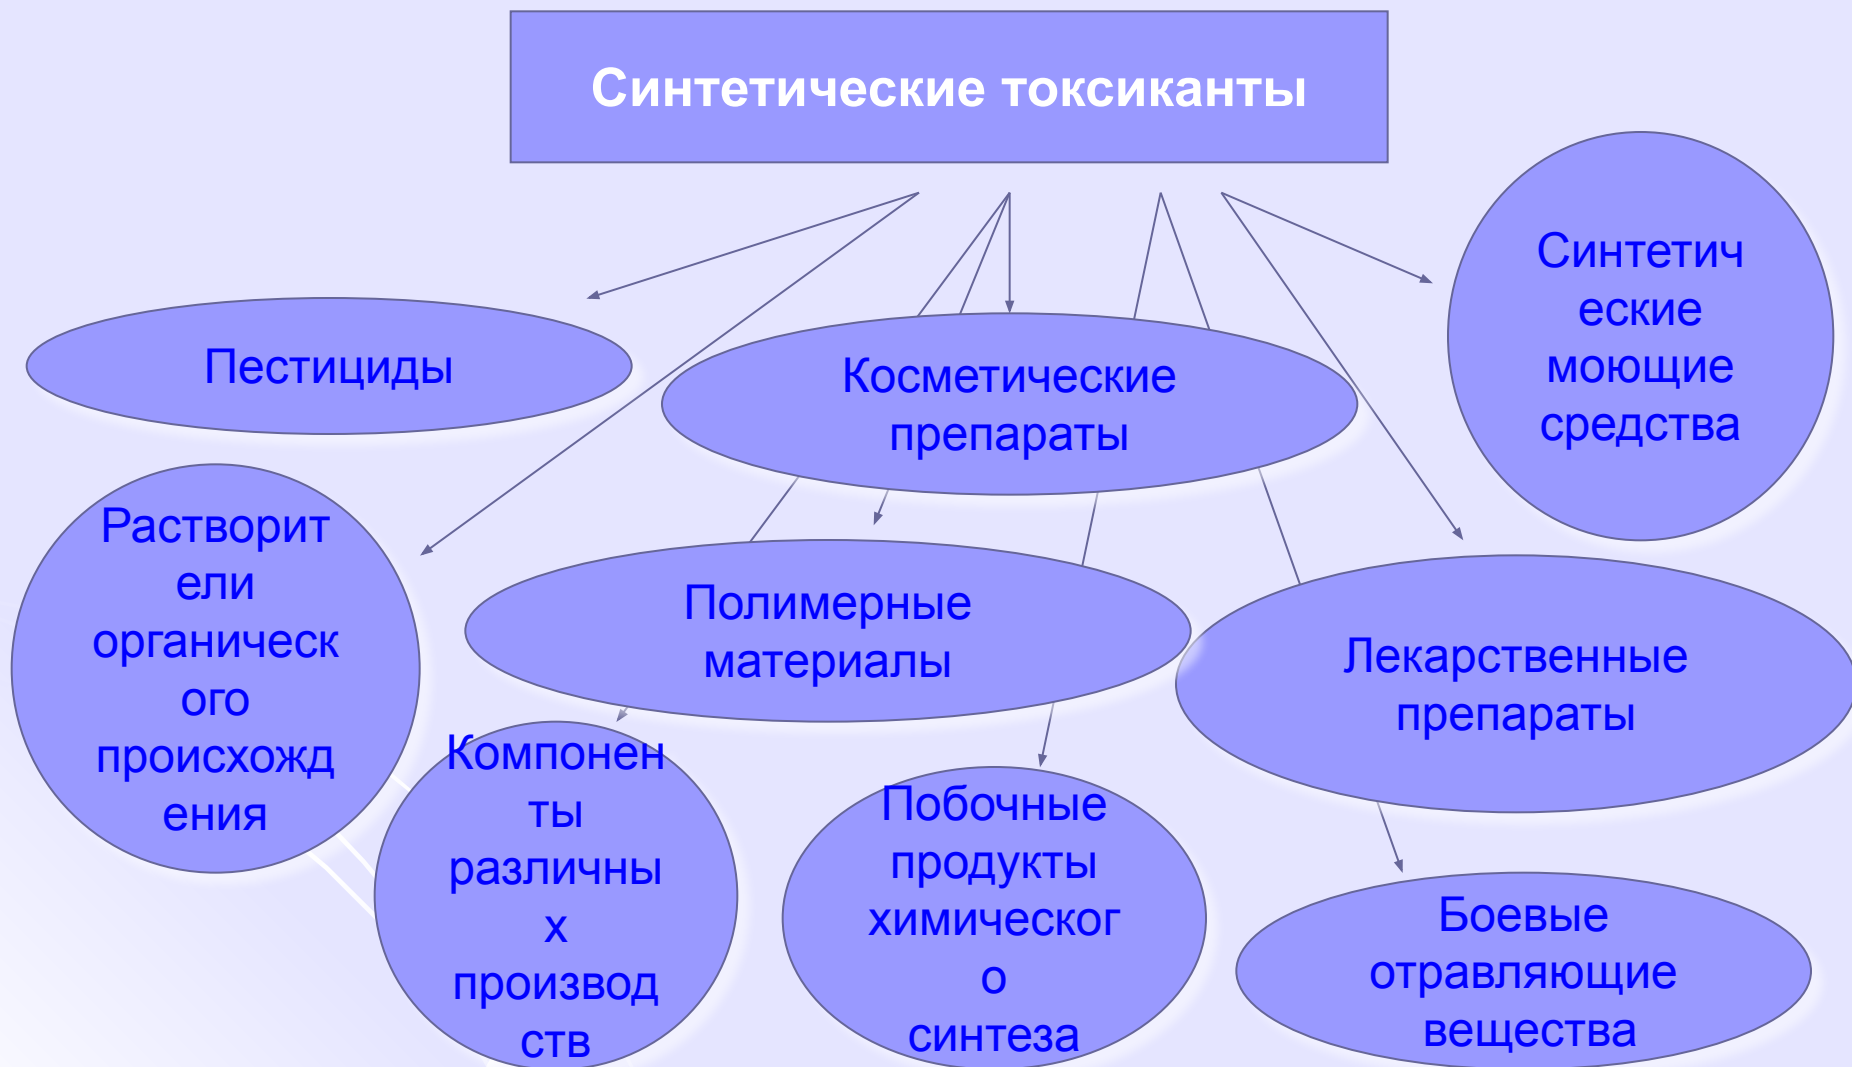 Синтетические токсиканты
Синтетич
еские
моющие
средства
Пестициды
Косметические
препараты
Растворит
ели
органическ
ого
происхожд
ения
Полимерные
материалы
Лекарственные
препараты
Компонен
ты
различны
х
производ
ств
Побочные
продукты
химическог
о
синтеза
Боевые
отравляющие
вещества